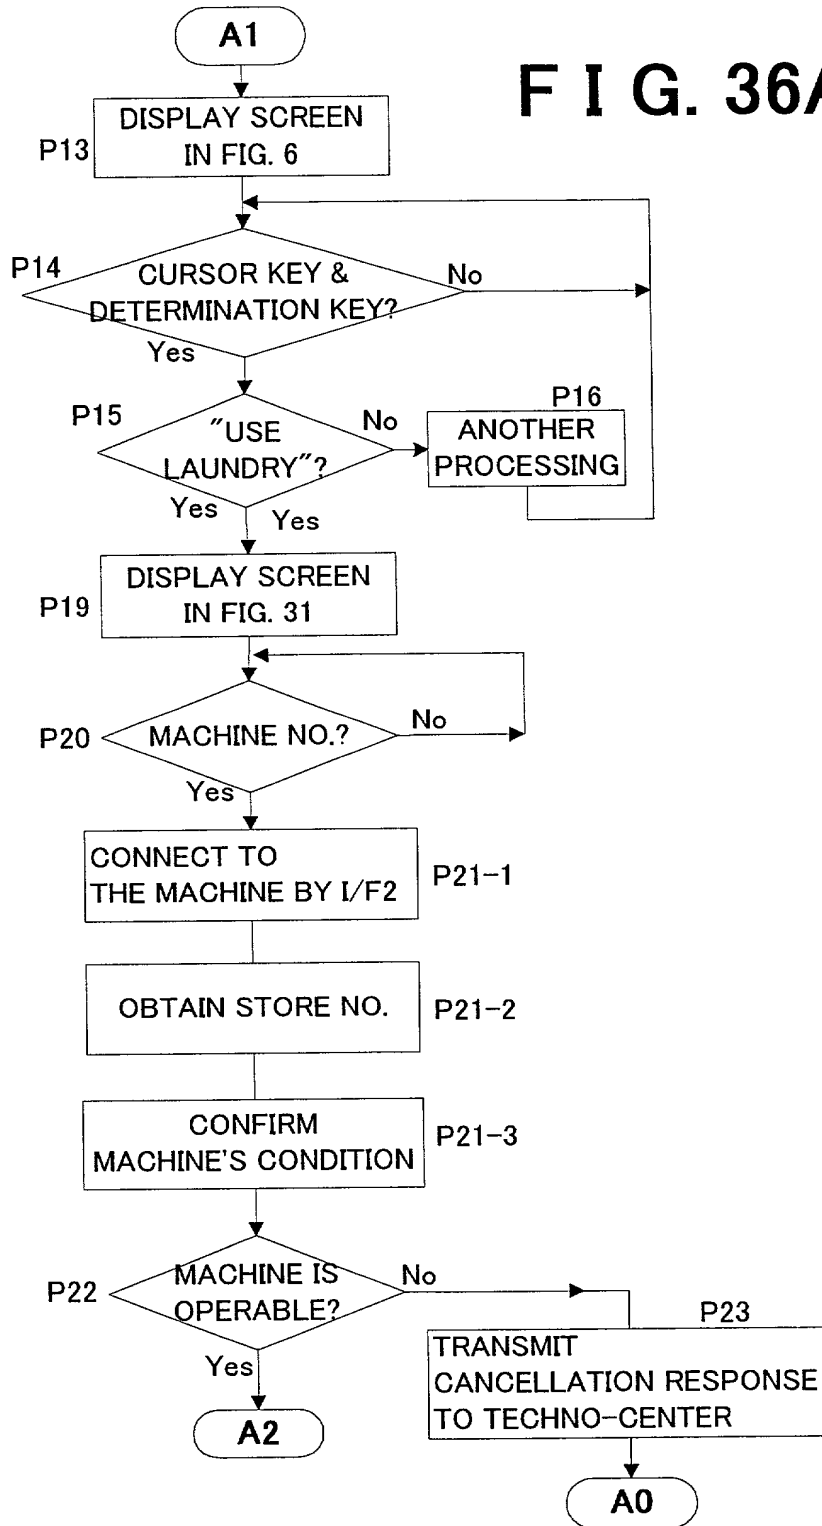 A1
F I G. 36A
DISPLAY SCREEN
IN FIG. 6
P13
P14
CURSOR KEY &
DETERMINATION KEY?
No
Yes
P15
"USE
LAUNDRY"?
No
P16
ANOTHER
PROCESSING
Yes
Yes
DISPLAY SCREEN
IN FIG. 31
P19
P20
MACHINE NO.?
No
Yes
CONNECT TO
THE MACHINE BY I/F2
P21-1
OBTAIN STORE NO.
P21-2
CONFIRM
MACHINE'S CONDITION
P21-3
P22
MACHINE IS
OPERABLE?
No
Yes
P23
TRANSMIT
CANCELLATION RESPONSE
TO TECHNO-CENTER
A2
A0